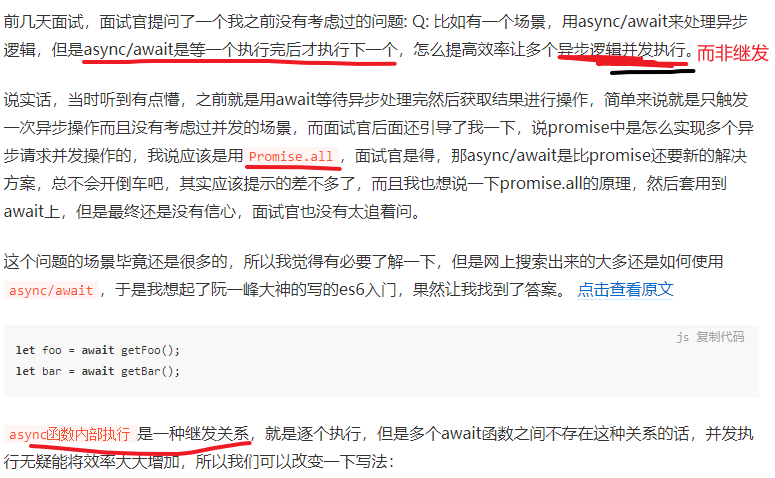 前几天面试，面试官提问了一个我之前没有考虑过的问题: Q: 比如有一个场景，用async/await来处理异步
逻辑，但是async/await是等一个执行完后才执行下一个，怎么提高效率让多个异步逻辑并发执行。而非继发
说实话，当时听到有点懵，之前就是用await等待异步处理完然后获取结果进行操作，简单来说就是只触发
一次异步操作而且没有考虑过并发的场景，而面试官后面还引导了我一下，说promise中是怎么实现多个异
步请求并发操作的，我说应该是用 Promise.all，面试官是得，那async/await是比promise还要新的解决
方案，总不会开倒车吧，其实应该提示的差不多了，而且我也想说一下promise.all的原理，然后套用到
await上，但是最终还是没有信心，面试官也没有太追着问。
这个问题的场景毕竟还是很多的，所以我觉得有必要了解一下，但是网上搜索出来的大多还是如何使用
async/await，于是我想起了阮一峰大神的写的es6入门，果然让我找到了答案。 点击查看原文
js 复制代码
let foo = await getFoo();
let bar = await getBar();
async函数内部执行 是一种继发关系，就是逐个执行，但是多个await函数之间不存在这种关系的话，并发执
行无疑能将效率大大增加，所以我们可以改变一下写法：